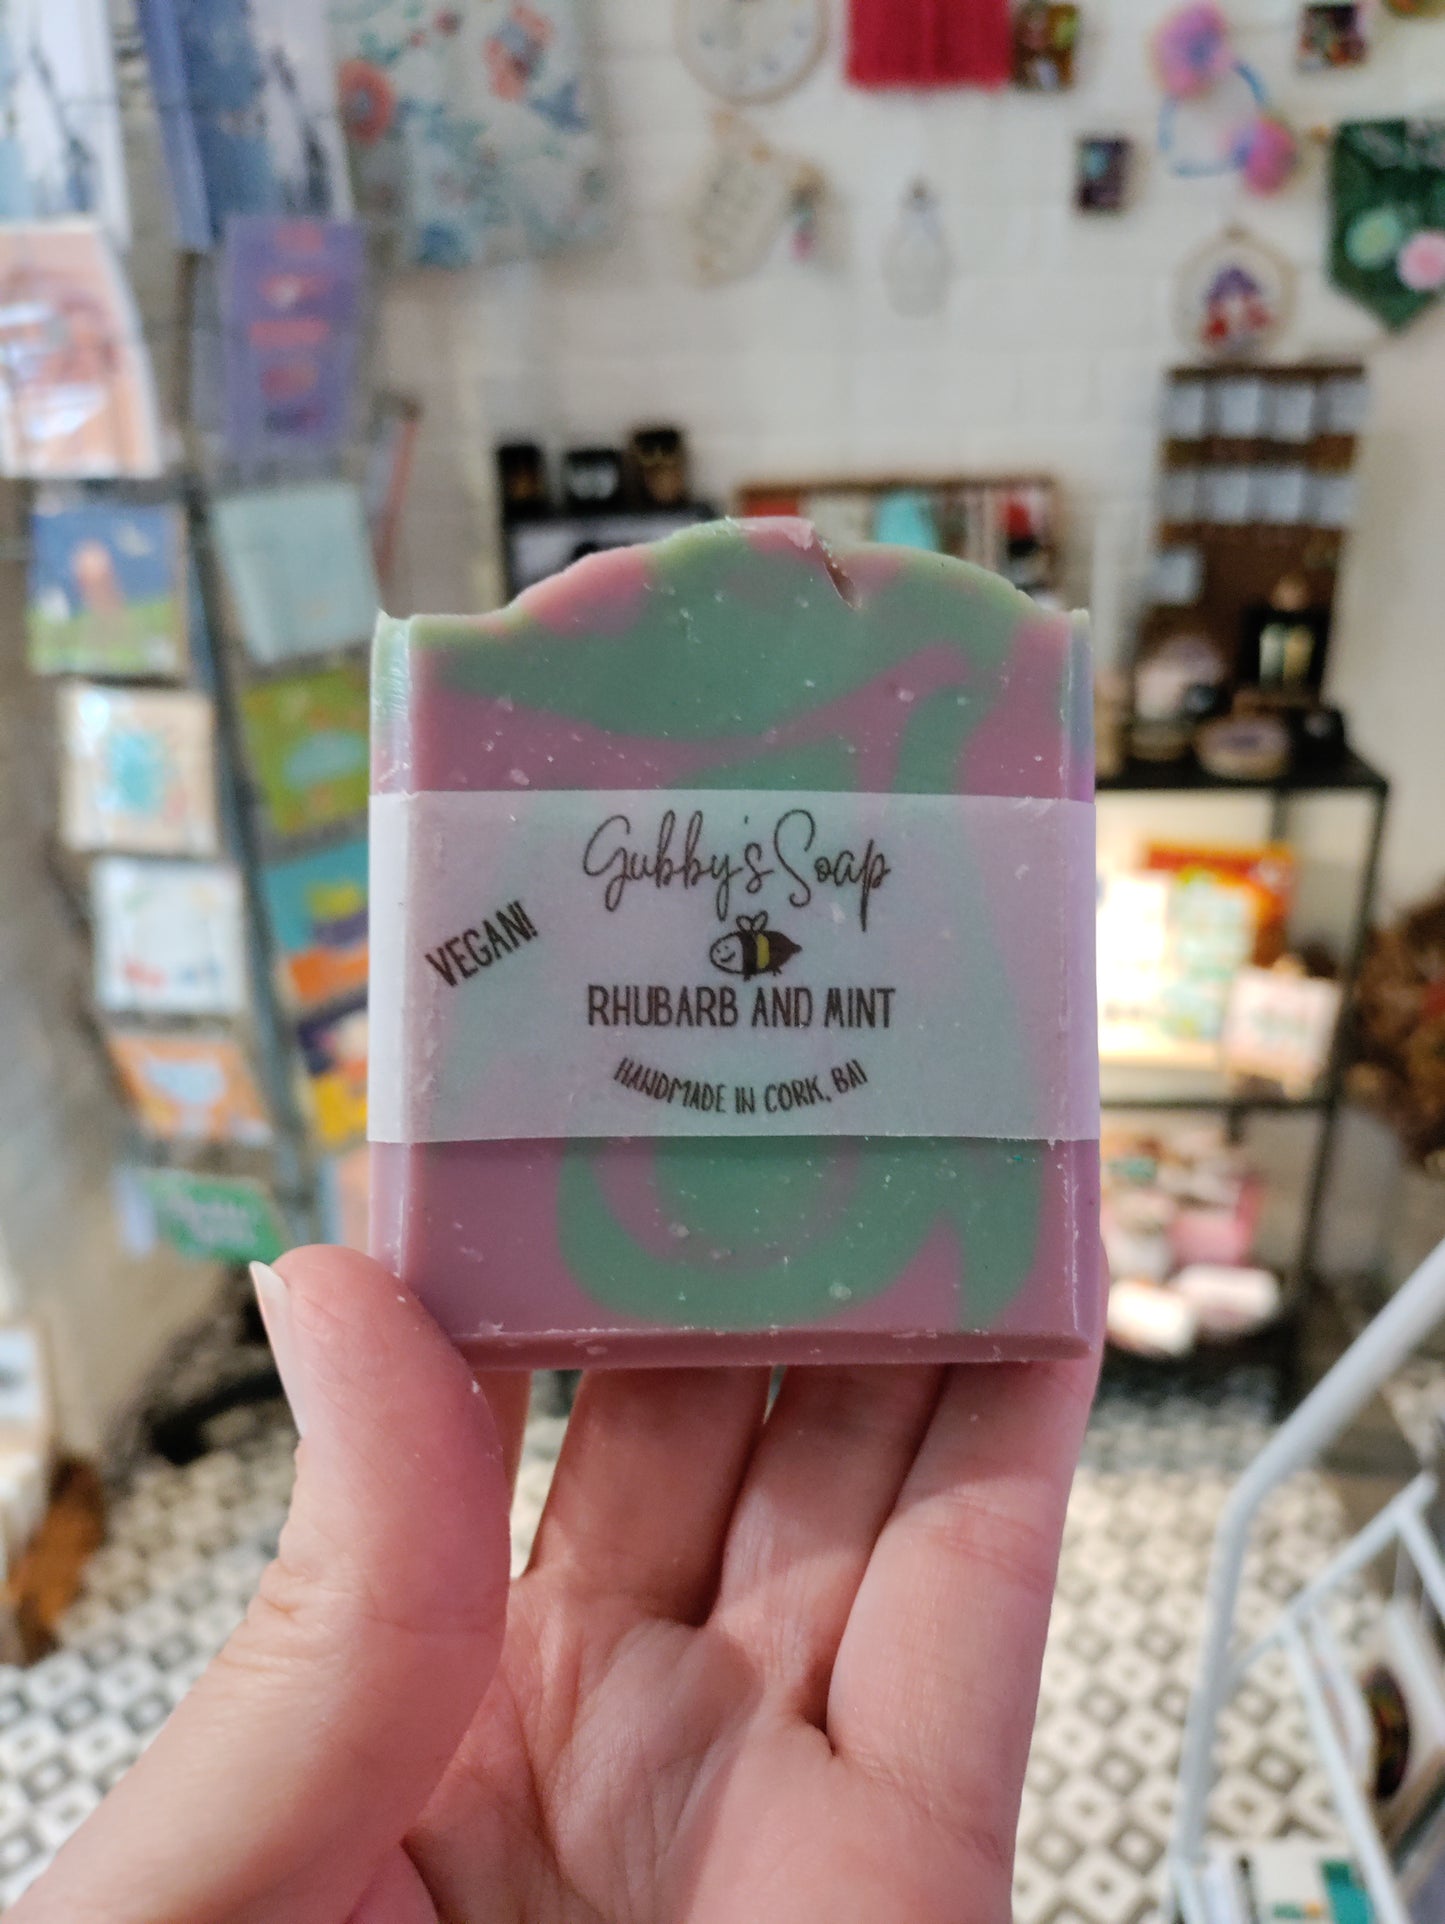 Gubby's Soap
VEGAN!
RHUBARB AND MINT
HANDMADE IN CORK, BAI